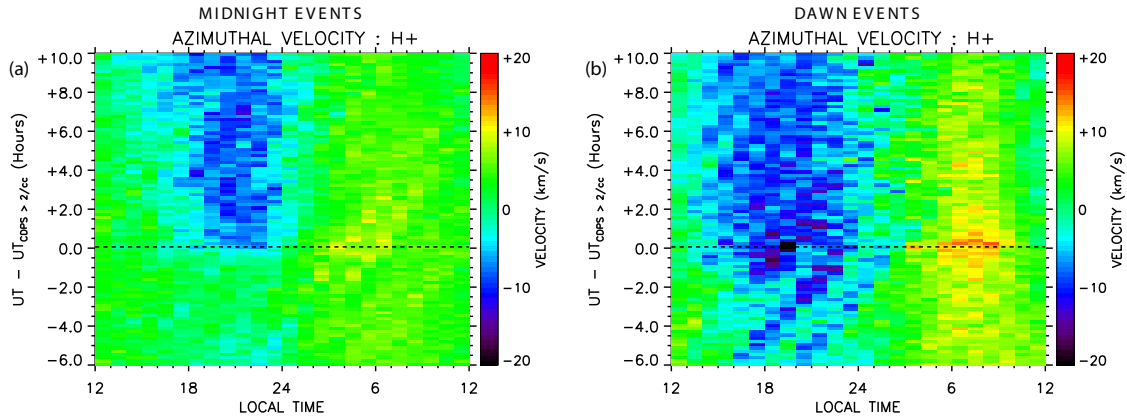 MIDNIGHT EVENTS
AZIMUTHAL VELOCITY : H+
(a)
+10.0
+8.0
+6.0
+4.0
+2.0
0.0
−2.0
−4.0
−6.0
UT − UT CDPS > 2/cc (Hours)
12 18 24 6 12
LOCAL TIME
+20
+10
0
−10
−20
VELOCITY (km/s)
DAWN EVENTS
AZIMUTHAL VELOCITY : H+
(b)
+10.0
+8.0
+6.0
+4.0
+2.0
0.0
−2.0
−4.0
−6.0
UT − UT CDPS > 2/cc (Hours)
12 18 24 6 12
LOCAL TIME
+20
+10
0
−10
−20
VELOCITY (km/s)